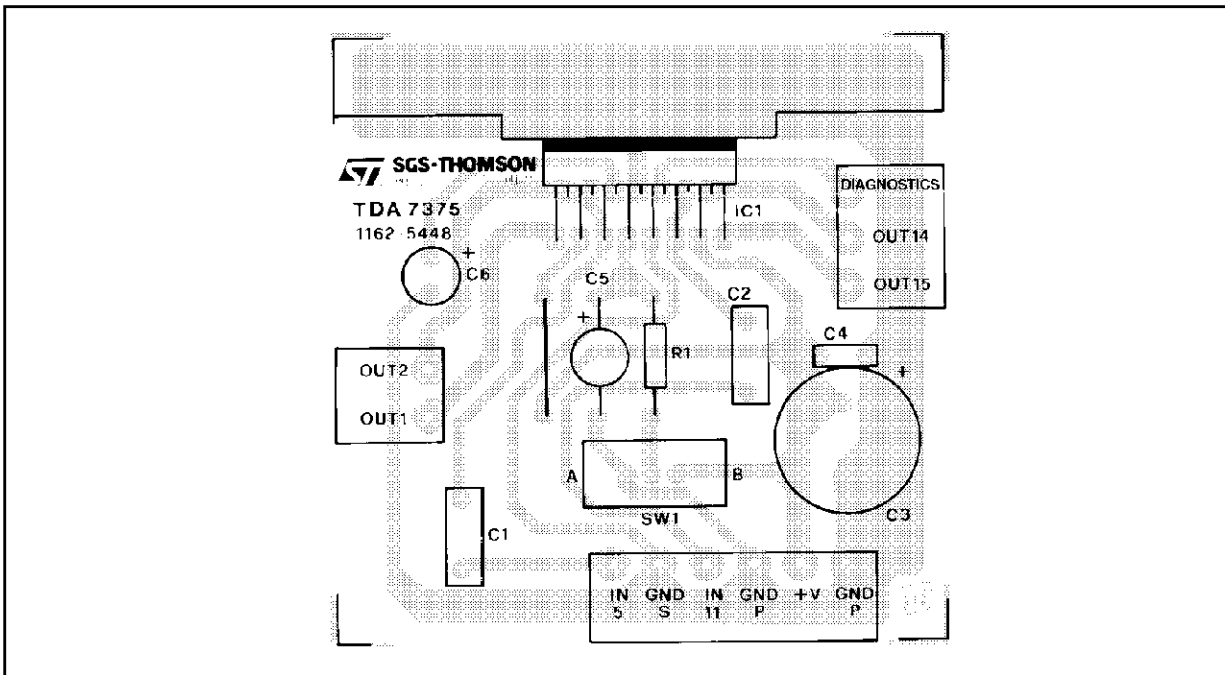 ST SGS-THOMSON
TDA 7375
1162 5448
+
C6
IC1
DIAGNOSTICS
OUT14
OUT15
C5
+
C2
R1
C4
+
OUT2
OUT1
A
B
SW1
C3
C1
IN GND IN GND +V GND
5 S 11 P P